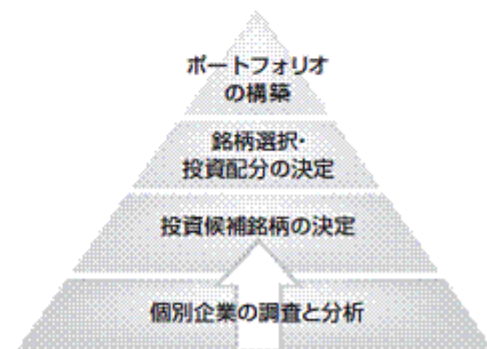 ポートフォリオ
の構築
銘柄選択・
投資配分の決定
投資候補銘柄の決定
個別企業の調査と分析